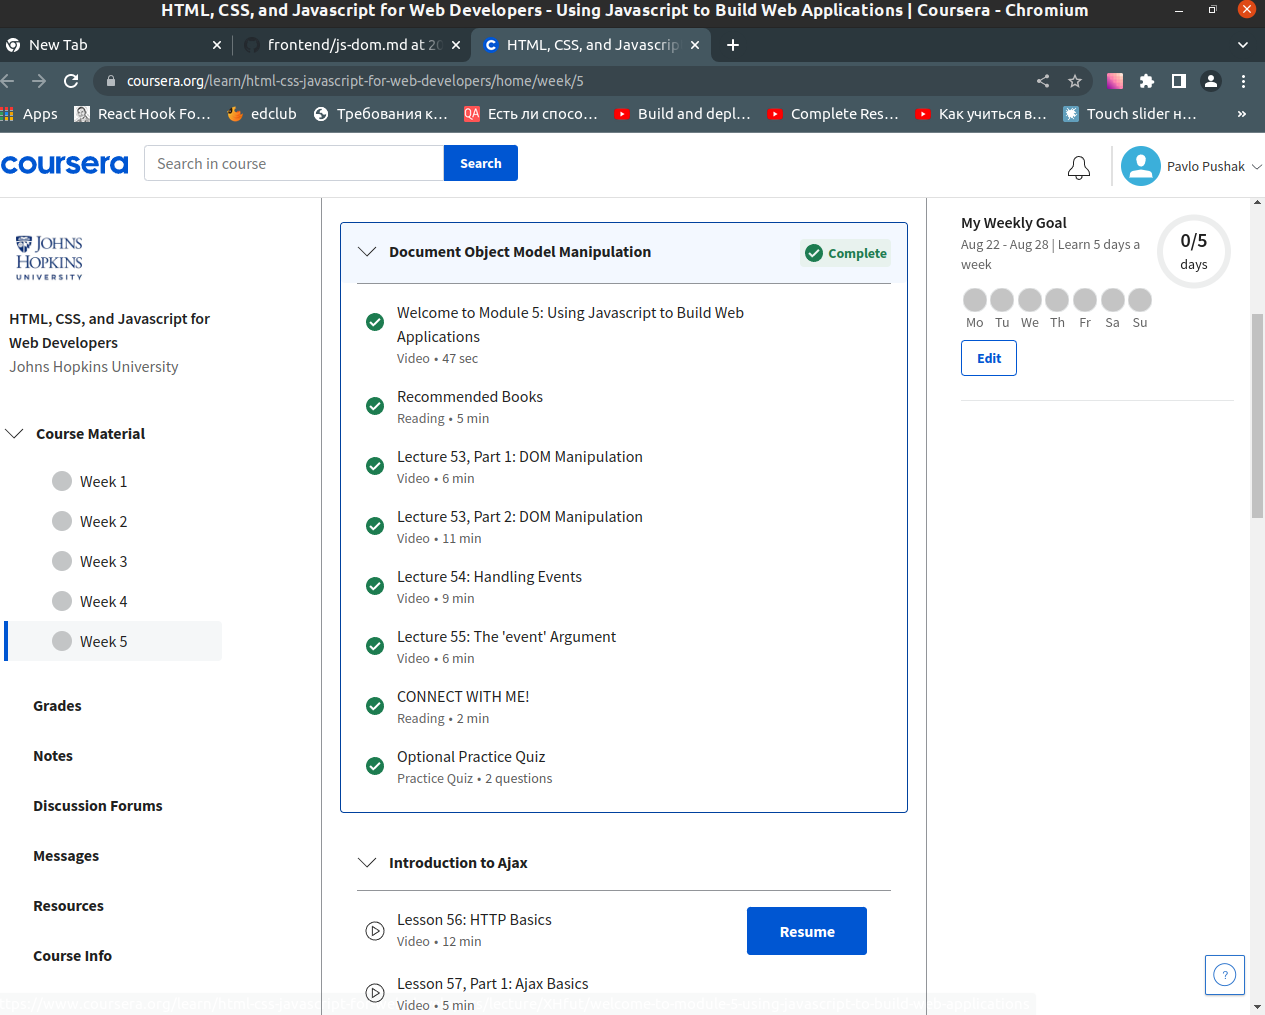 HTML, CSS, and Javascript for Web Developers - Using Javascript to Build Web Applications | Coursera - Chromium
New Tab
frontend/js-dom.md at 20
HTML, CSS, and Javascrip
coursera.org/learn/html-css-javascript-for-web-developers/home/week/5
Apps
React Hook Fo...
edclub
Требования к...
QA
Есть ли спосо...
Build and depl...
Complete Res...
Как учиться в...
Touch slider н...
coursera
Search in course
Search
Pavlo Pushak
JOHNS
HOPKINS
UNIVERSITY
HTML, CSS, and Javascript for
Web Developers
Johns Hopkins University
Course Material
Week 1
Week 2
Week 3
Week 4
Week 5
Grades
Notes
Discussion Forums
Messages
Resources
Course Info
Document Object Model Manipulation
Complete
Welcome to Module 5: Using Javascript to Build Web
Applications
Video • 47 sec
Recommended Books
Reading • 5 min
Lecture 53, Part 1: DOM Manipulation
Video • 6 min
Lecture 53, Part 2: DOM Manipulation
Video • 11 min
Lecture 54: Handling Events
Video • 9 min
Lecture 55: The 'event' Argument
Video • 6 min
CONNECT WITH ME!
Reading • 2 min
Optional Practice Quiz
Practice Quiz • 2 questions
Introduction to Ajax
Lesson 56: HTTP Basics
Video • 12 min
Resume
Lesson 57, Part 1: Ajax Basics
Video • 5 min
My Weekly Goal
Aug 22 - Aug 28 | Learn 5 days a
week
0/5
days
Mo Tu We Th Fr Sa Su
Edit